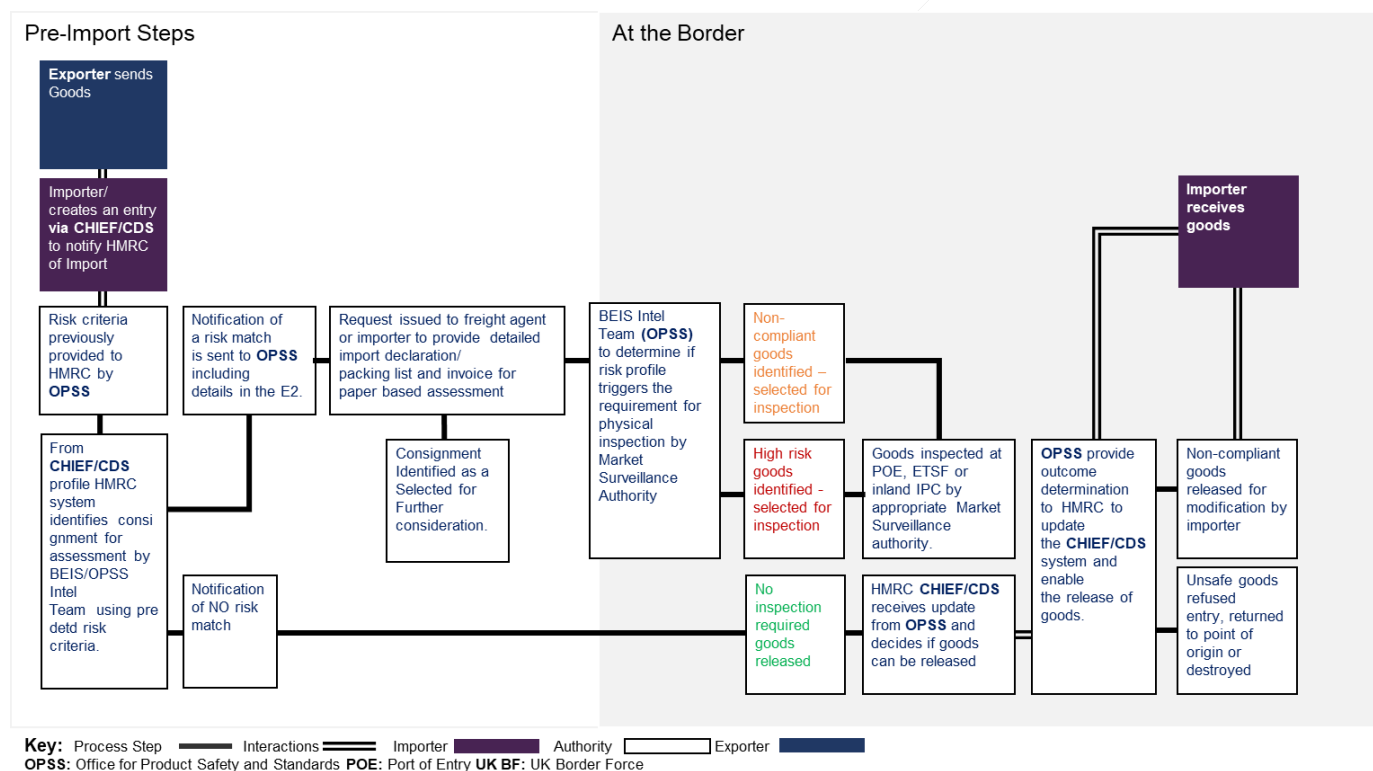 Pre-Import Steps
At the Border
Exporter sends
Goods
Importer/
creates an entry
via CHIEF/CDS
to notify HMRC
of Import
Importer
receives
goods
Risk criteria
previously
provided to
HMRC by
OPSS
Notification of
a risk match
is sent to OPSS
including
details in the E2.
Request issued to freight agent
or importer to provide detailed
import declaration/
packing list and invoice for
paper based assessment
BEIS Intel
Team (OPSS)
to determine if
risk profile
triggers the
requirement for
physical
inspection by
Market
Surveillance
Authority
Non-
compliant
goods
identified –
selected for
inspection
From
CHIEF/CDS
profile HMRC
system
identifies consi
gnment for
assessment by
BEIS/OPSS
Intel
Team using pre
detd risk
criteria.
Consignment
Identified as a
Selected for
Further
consideration.
High risk
goods
identified -
selected for
inspection
Goods inspected at
POE, ETSF or
inland IPC by
appropriate Market
Surveillance
authority.
OPSS provide
outcome
determination
to HMRC to
update
the CHIEF/CDS
system and
enable
the release of
goods.
Non-compliant
goods
released for
modification by
importer
Notification
of NO risk
match
No
inspection
required
goods
released
HMRC CHIEF/CDS
receives update
from OPSS and
decides if goods
can be released
Unsafe goods
refused
entry, returned
to point of
origin or
destroyed
Key: Process Step Interactions Importer Authority Exporter
OPSS: Office for Product Safety and Standards POE: Port of Entry UK BF: UK Border Force